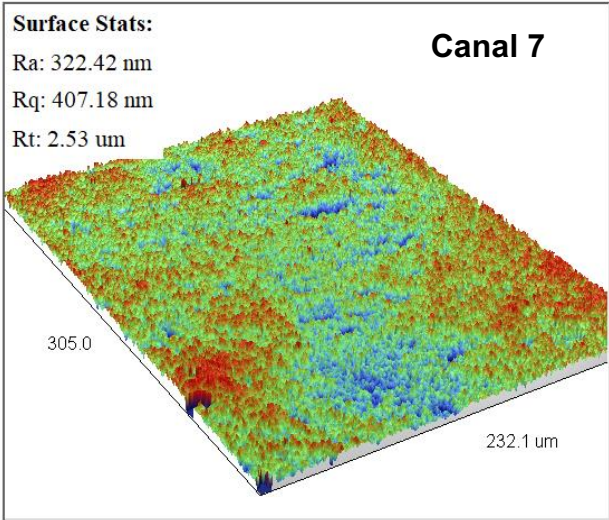 Surface Stats:
Ra: 322.42 nm
Rq: 407.18 nm
Rt: 2.53 um
Canal 7
305.0
232.1 um